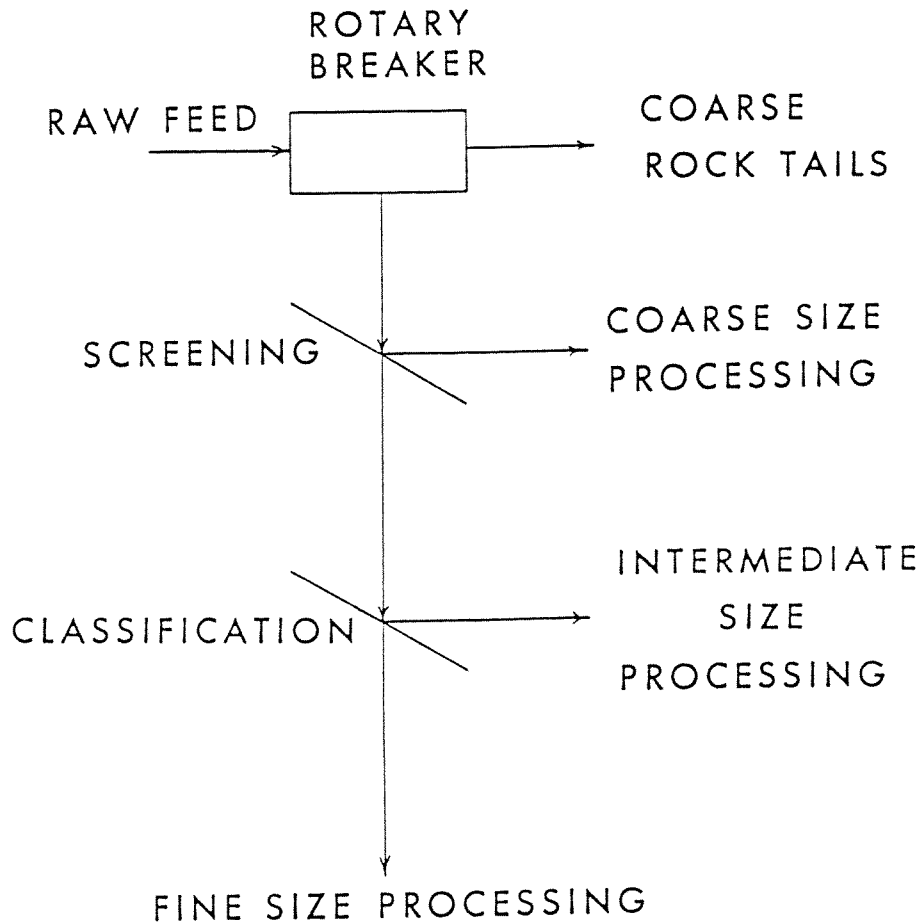 ROTARY
BREAKER
RAW FEED
COARSE
ROCK TAILS
SCREENING
COARSE SIZE
PROCESSING
CLASSIFICATION
INTERMEDIATE
SIZE
PROCESSING
FINE SIZE PROCESSING